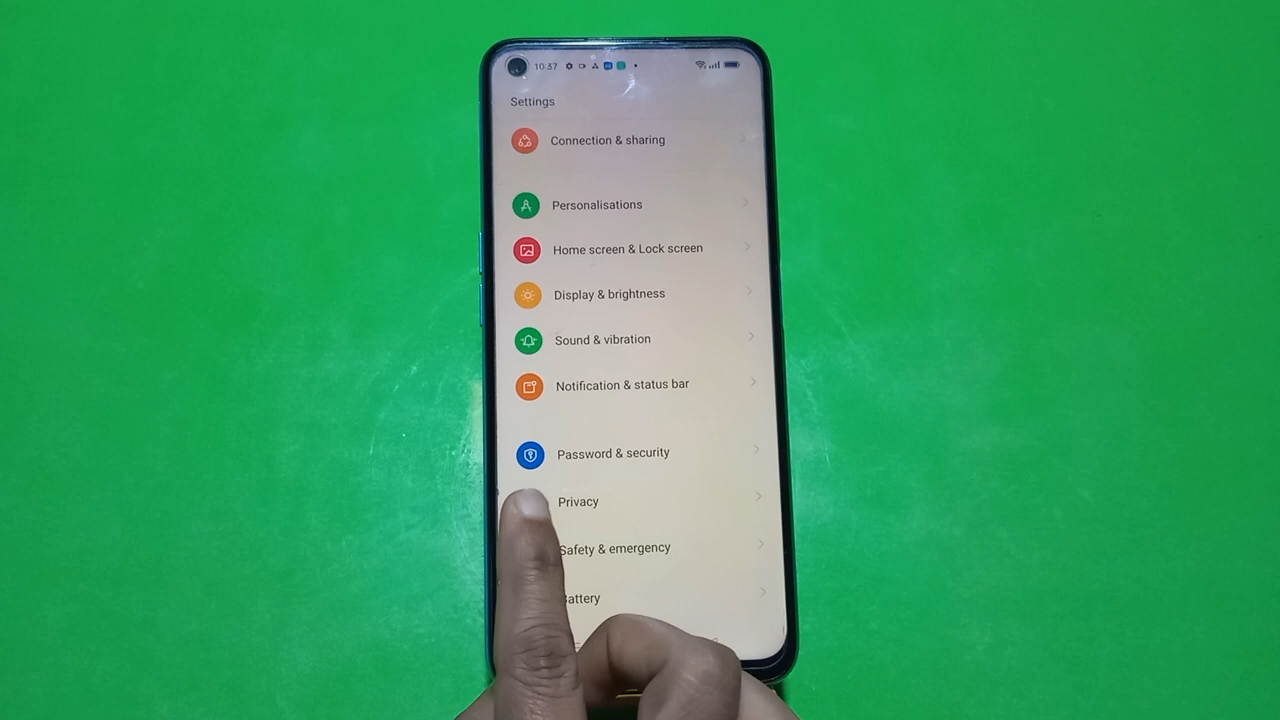 10:37
Settings
Connection & sharing
Personalisations
Home screen & Lock screen
Display & brightness
Sound & vibration
Notification & status bar
Password & security
Privacy
Safety & emergency
Battery